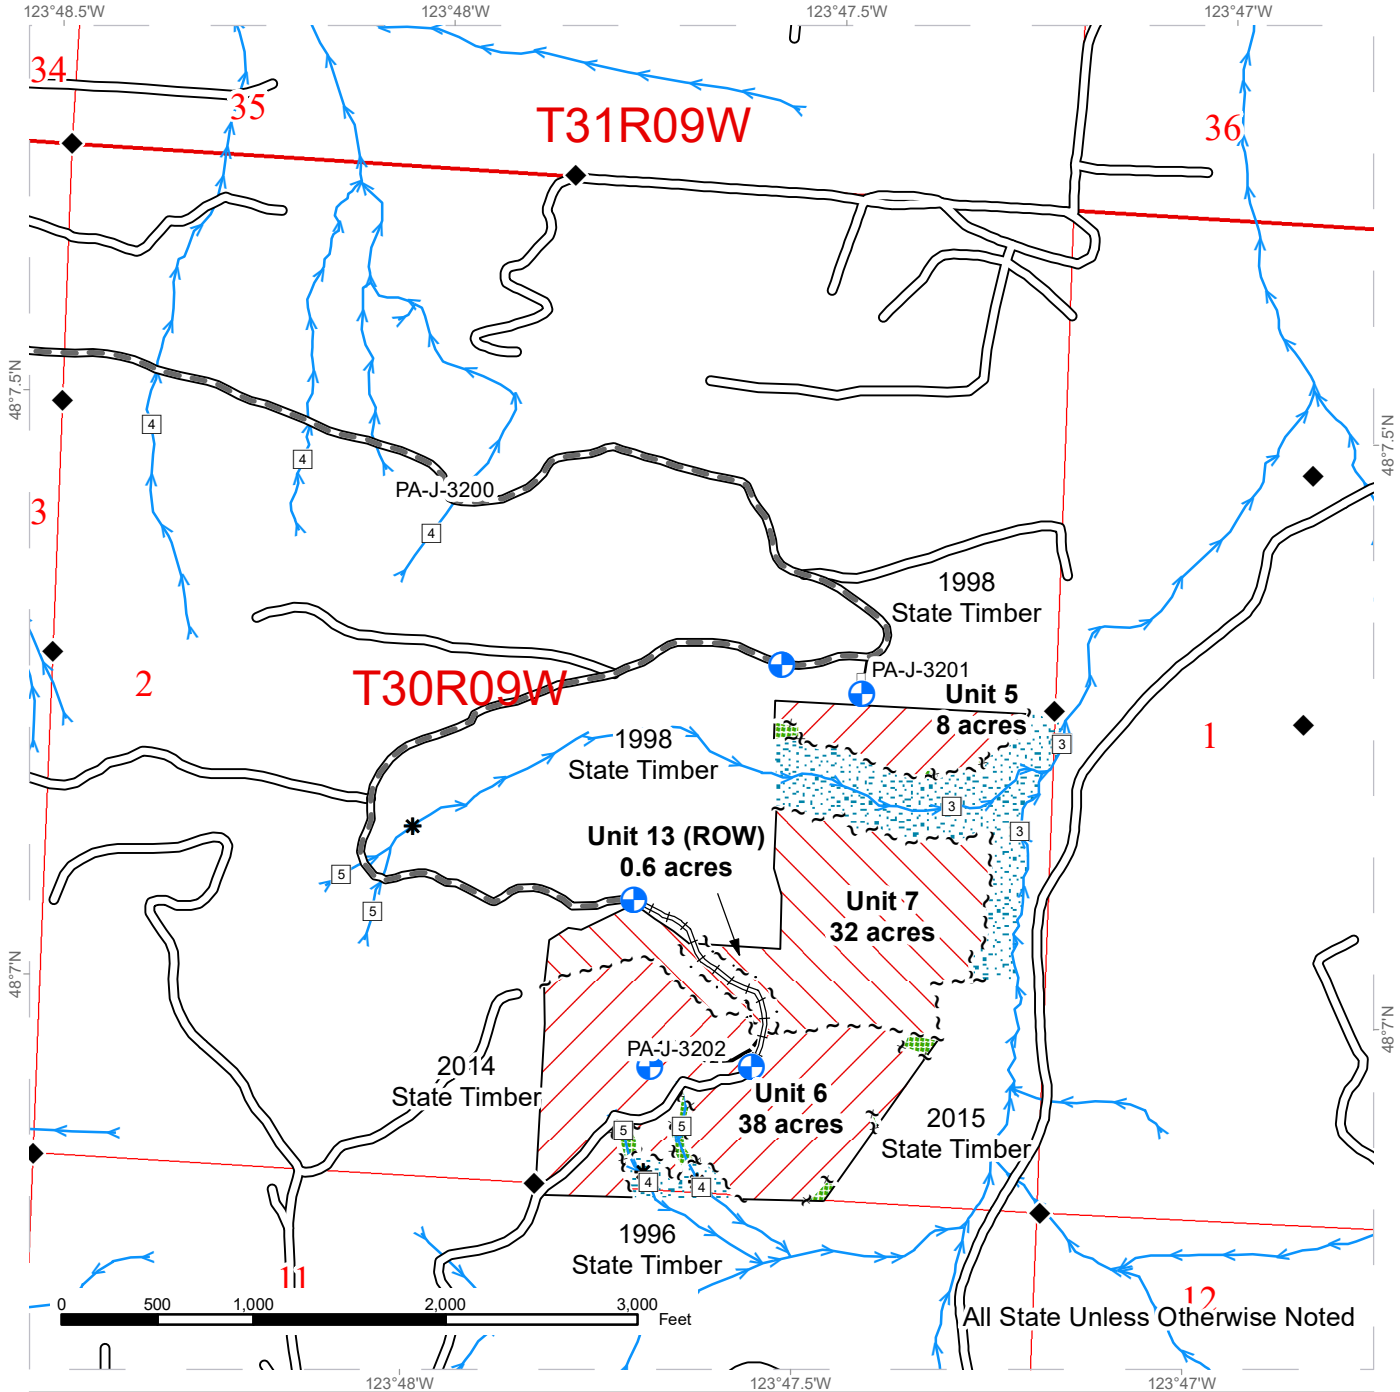 123°48.5'W
123°48'W
123°47.5'W
123°47'W
34
35
T31R09W
36
48°7.5'N
48°7.5'N
4
4
PA-J-3200
4
3
1998
State Timber
2
T30R09W
PA-J-3201
Unit 5
8 acres
1
3
1998
State Timber
3
3
Unit 13 (ROW)
0.6 acres
5
5
Unit 7
32 acres
48°7'N
48°7'N
PA-J-3202
2014
State Timber
Unit 6
38 acres
2015
State Timber
5
5
4
4
1996
State Timber
11
12
0
500
1,000
2,000
3,000
Feet
All State Unless Otherwise Noted
123°48'W
123°47.5'W
123°47'W